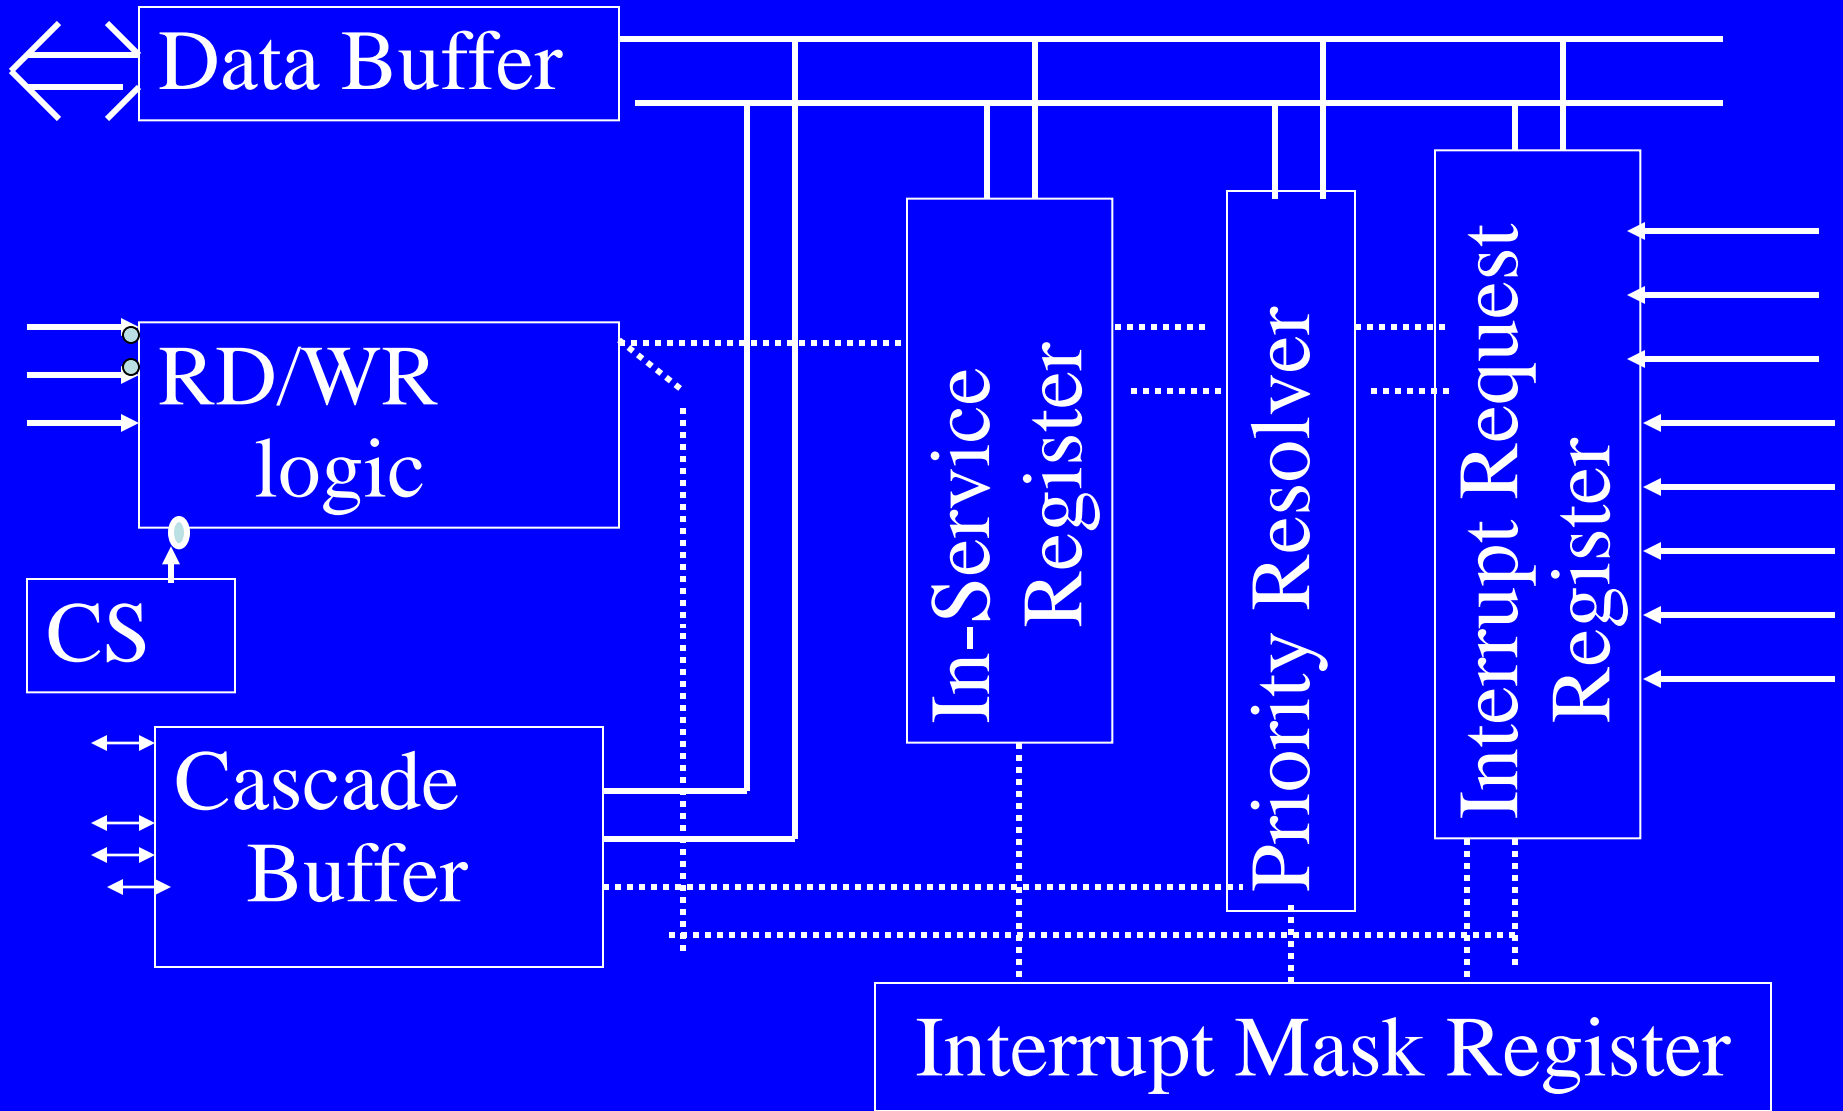 Data Buffer
RD/WR
logic
CS
Cascade
Buffer
In-Service
Register
Priority Resolver
Interrupt Request
Register
Interrupt Mask Register